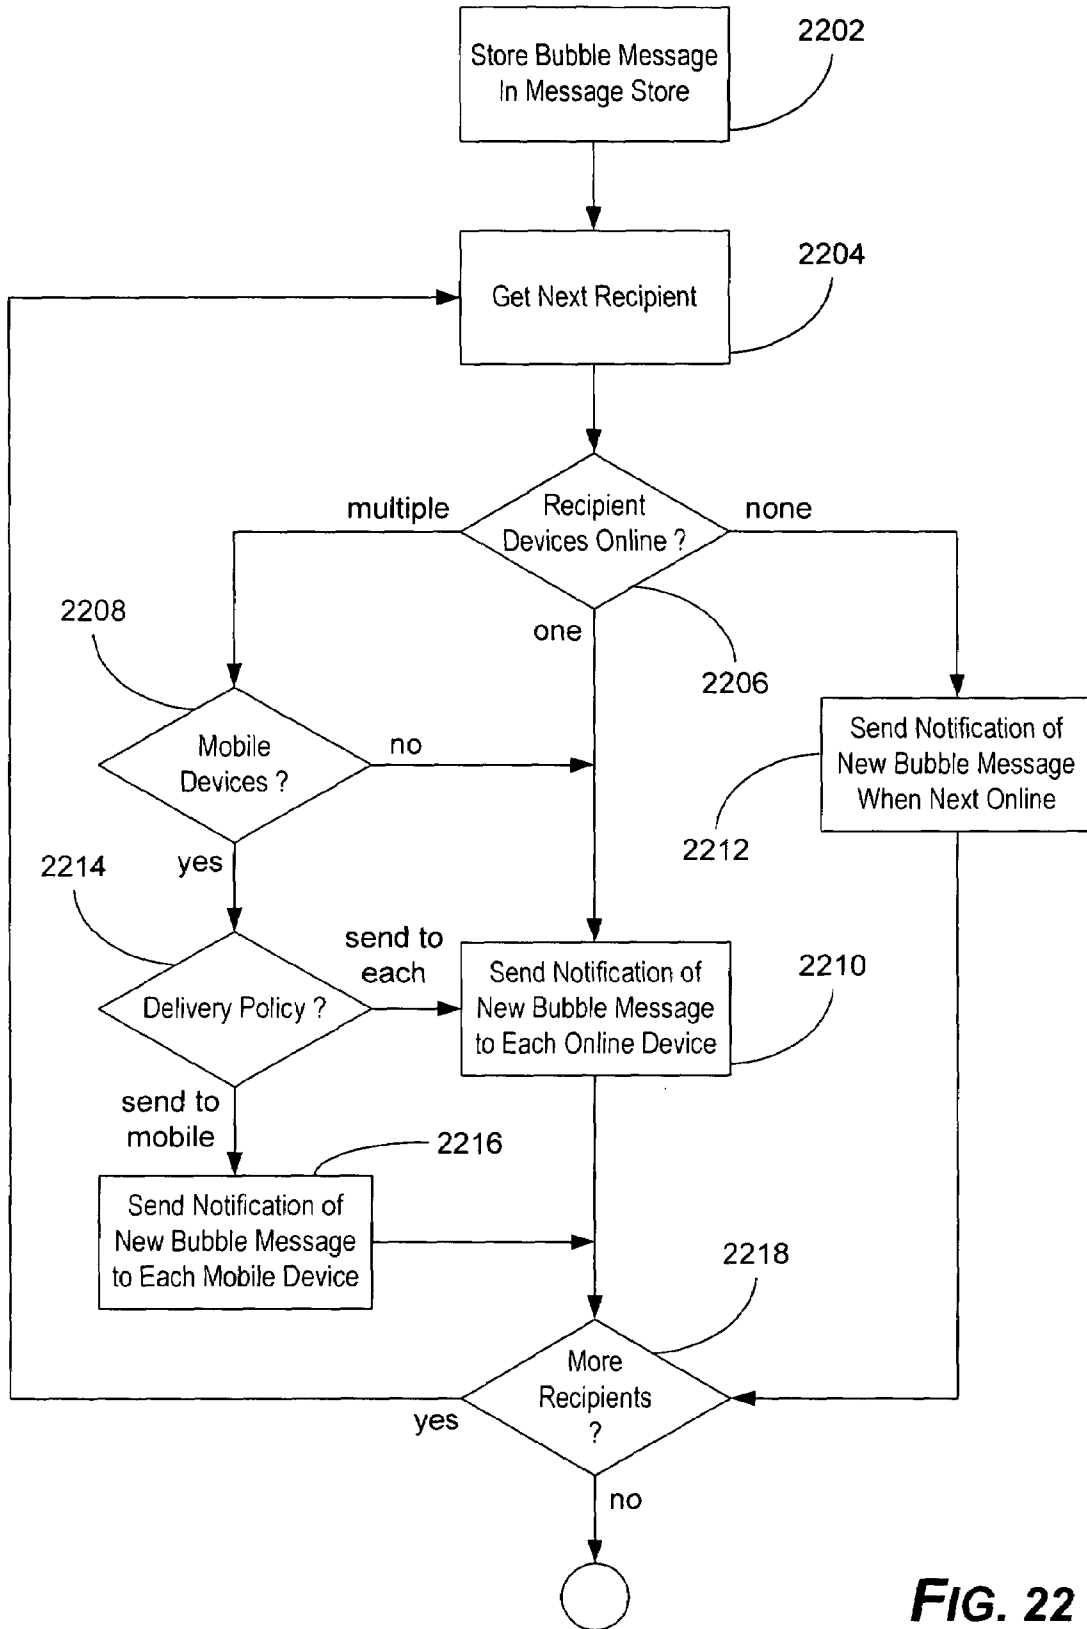 2202
Store Bubble Message
In Message Store
2204
Get Next Recipient
multiple
Recipient
Devices Online ?
none
2208
one
2206
Mobile
Devices ?
no
Send Notification of
New Bubble Message
When Next Online
2212
yes
2214
send to
each
Delivery Policy ?
Send Notification of
New Bubble Message
to Each Online Device
2210
send to
mobile
2216
Send Notification of
New Bubble Message
to Each Mobile Device
2218
More
Recipients
?
yes
no
FIG. 22